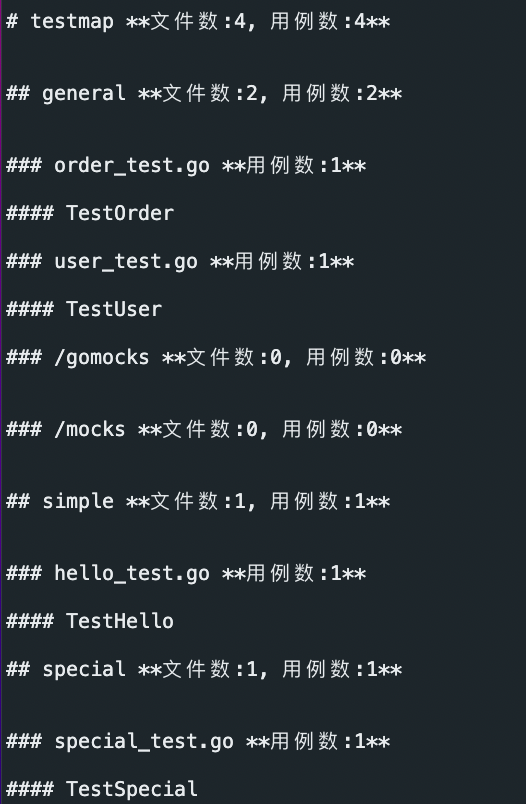 # testmap **文件数:4, 用例数:4**
## general **文件数:2, 用例数:2**
### order_test.go **用例数:1**
#### TestOrder
### user_test.go **用例数:1**
#### TestUser
### /gomocks **文件数:0, 用例数:0**
### /mocks **文件数:0, 用例数:0**
## simple **文件数:1, 用例数:1**
### hello_test.go **用例数:1**
#### TestHello
## special **文件数:1, 用例数:1**
### special_test.go **用例数:1**
#### TestSpecial